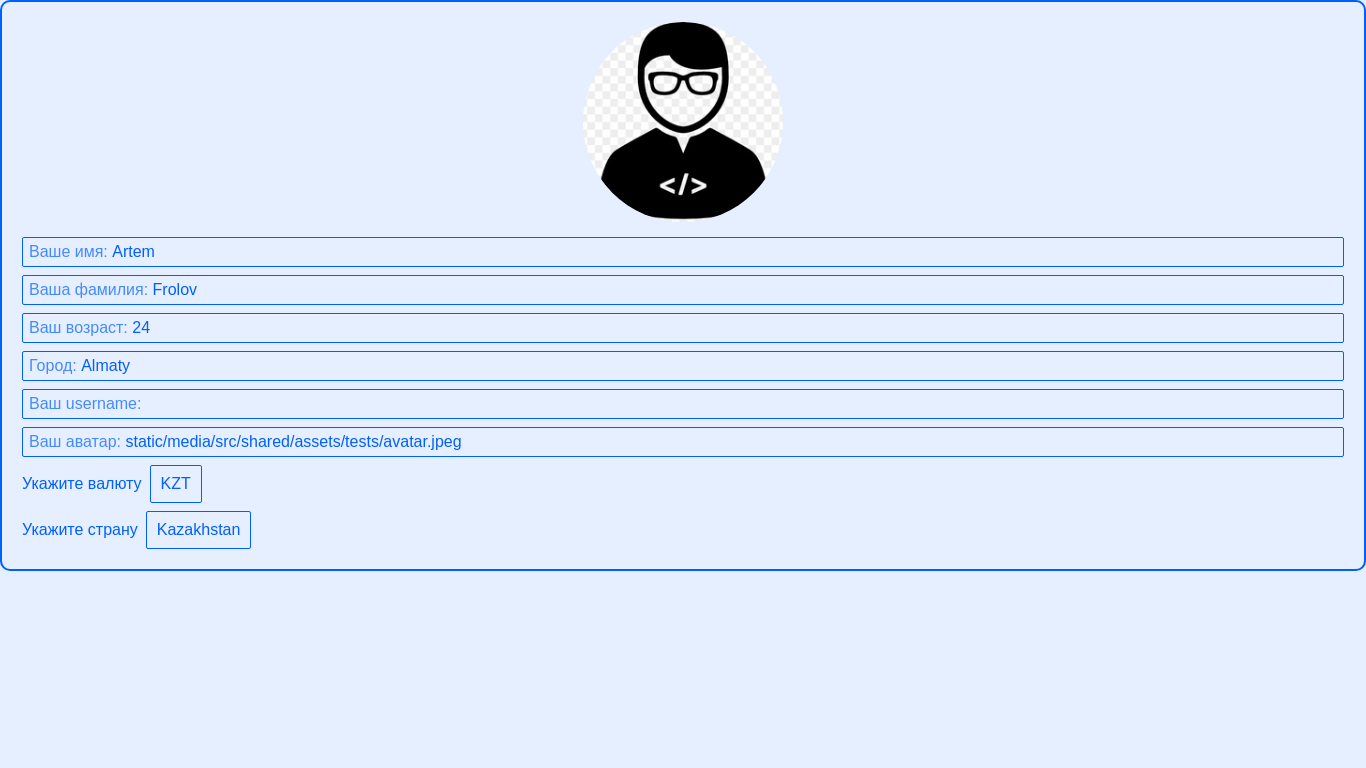 </>
Ваше имя: Artem
Ваша фамилия: Frolov
Ваш возраст: 24
Город: Almaty
Ваш username:
Ваш аватар: static/media/src/shared/assets/tests/avatar.jpeg
Укажите валюту KZT
Укажите страну Kazakhstan